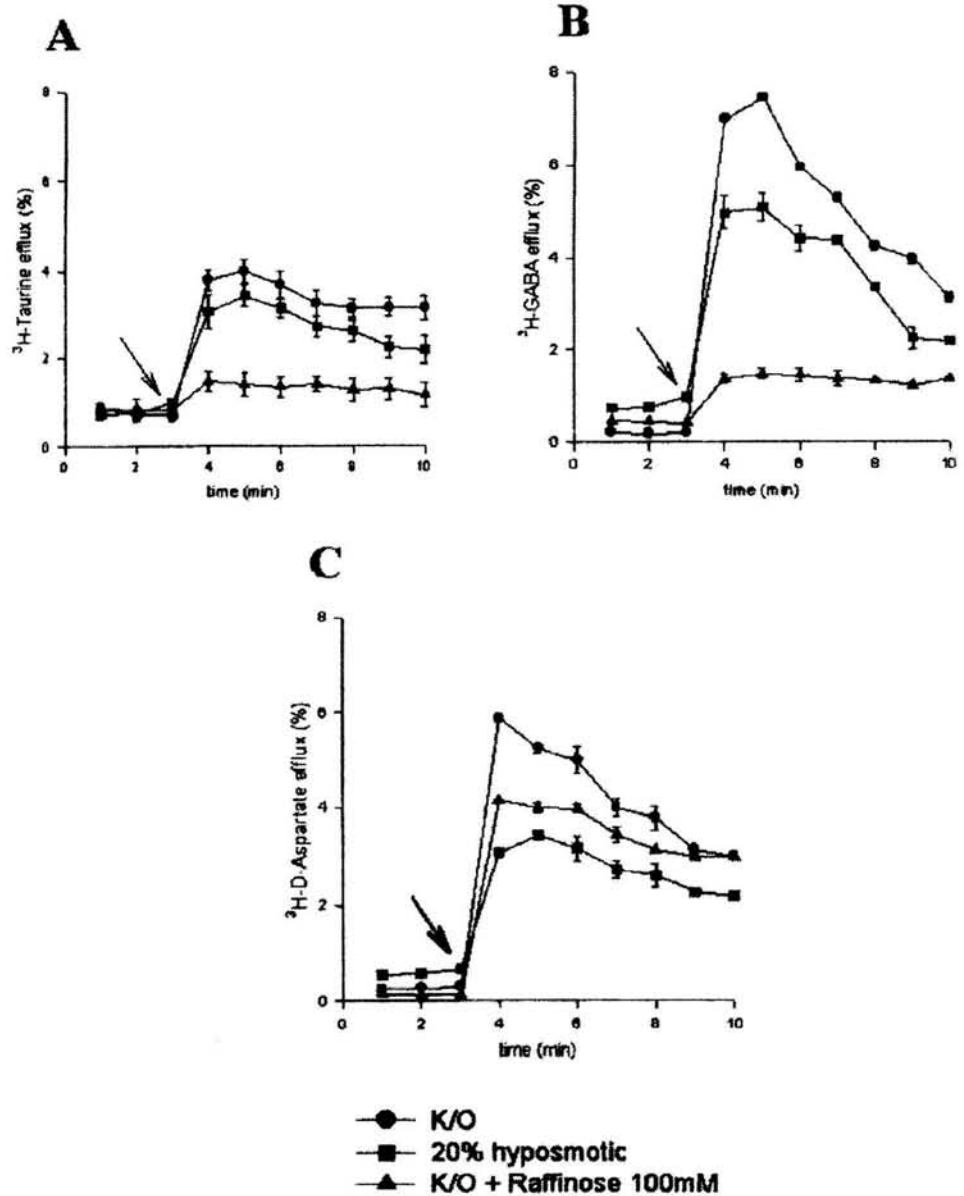 A
8
6
4
2
0
³H-Taurine efflux (%)
0 2 4 6 8 10
time (min)
B
8
6
4
2
0
³H-GABA efflux (%)
0 2 4 6 8 10
time (min)
C
8
6
4
2
0
³H-D-Aspartate efflux (%)
0 2 4 6 8 10
time (min)
K/O
20% hyposmotic
K/O + Raffinose 100mM